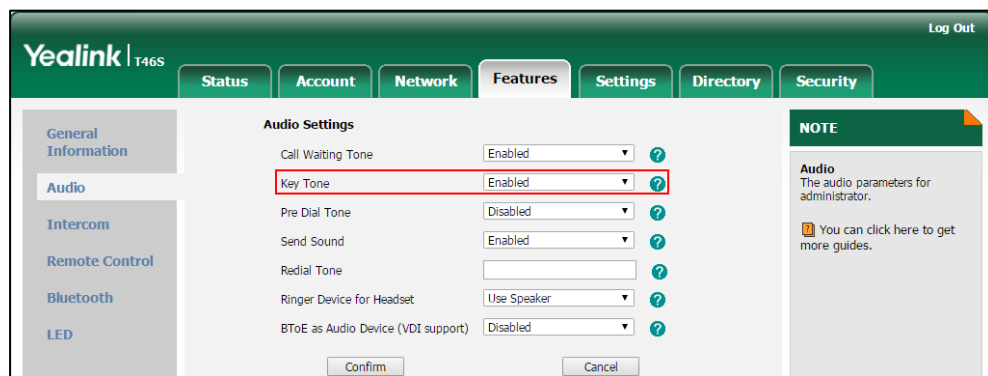 Log Out
Yealink T46S
Status Account Network Features Settings Directory Security
General
Information
Audio
Intercom
Remote Control
Bluetooth
LED
Audio Settings
Call Waiting Tone Enabled ?
Key Tone Enabled ?
Pre Dial Tone Disabled ?
Send Sound Enabled ?
Redial Tone ?
Ringer Device for Headset Use Speaker ?
BToE as Audio Device (VDI support) Disabled ?
Confirm Cancel
NOTE
Audio
The audio parameters for
administrator.
? You can click here to get
more guides.